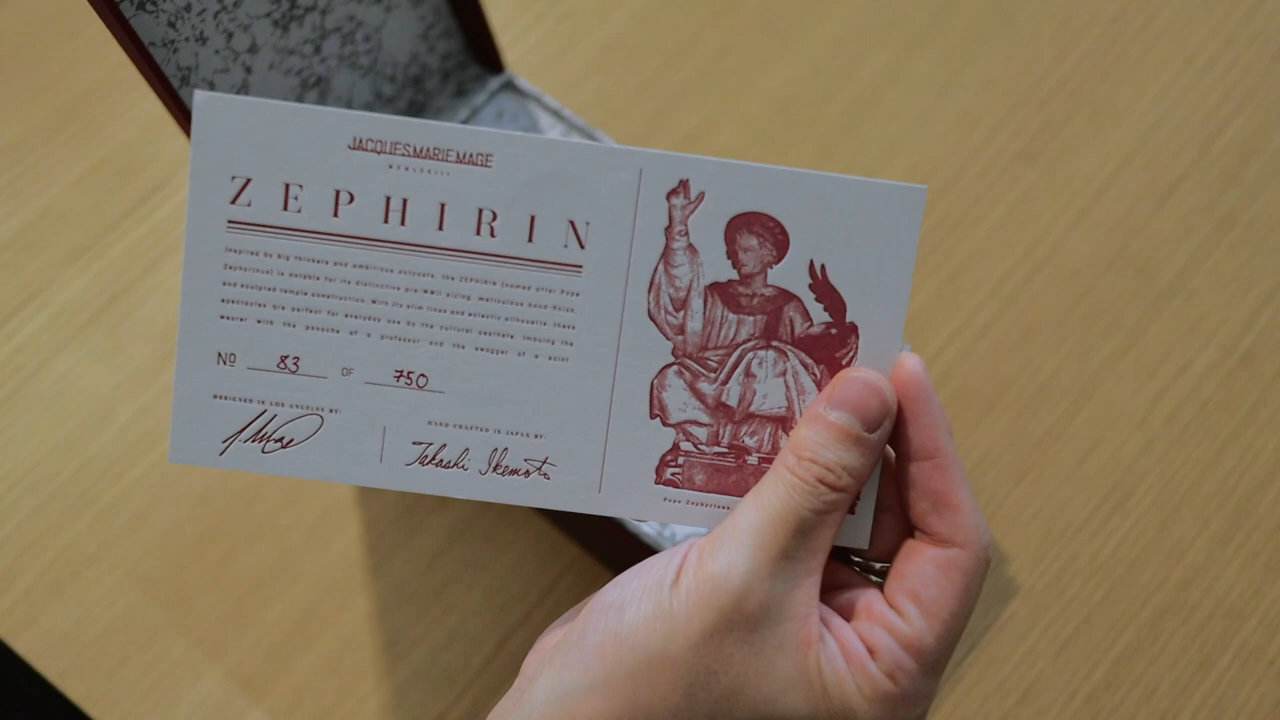 JACQUES MARIE MAGE
MCMLXXIII
ZEPHIRIN
Inspired by big thinkers and ambitious outposts, the ZEPHIRIN (named after Pope
Zephyrinus) is notable for its distinctive pre-WWII sizing, meticulous hand-finish,
and sculpted temple construction. With its slim lines and eclectic silhouette, these
spectacles are perfect for everyday use by the cultural aesthete, imbuing the
wearer with the panache of a professor and the swagger of a
Nº 83 OF 750
DESIGNED IN LOS ANGELES BY:
HAND CRAFTED IN JAPAN BY:
J. Mage
Takashi Ikemoto
Pope Zephyrinus,